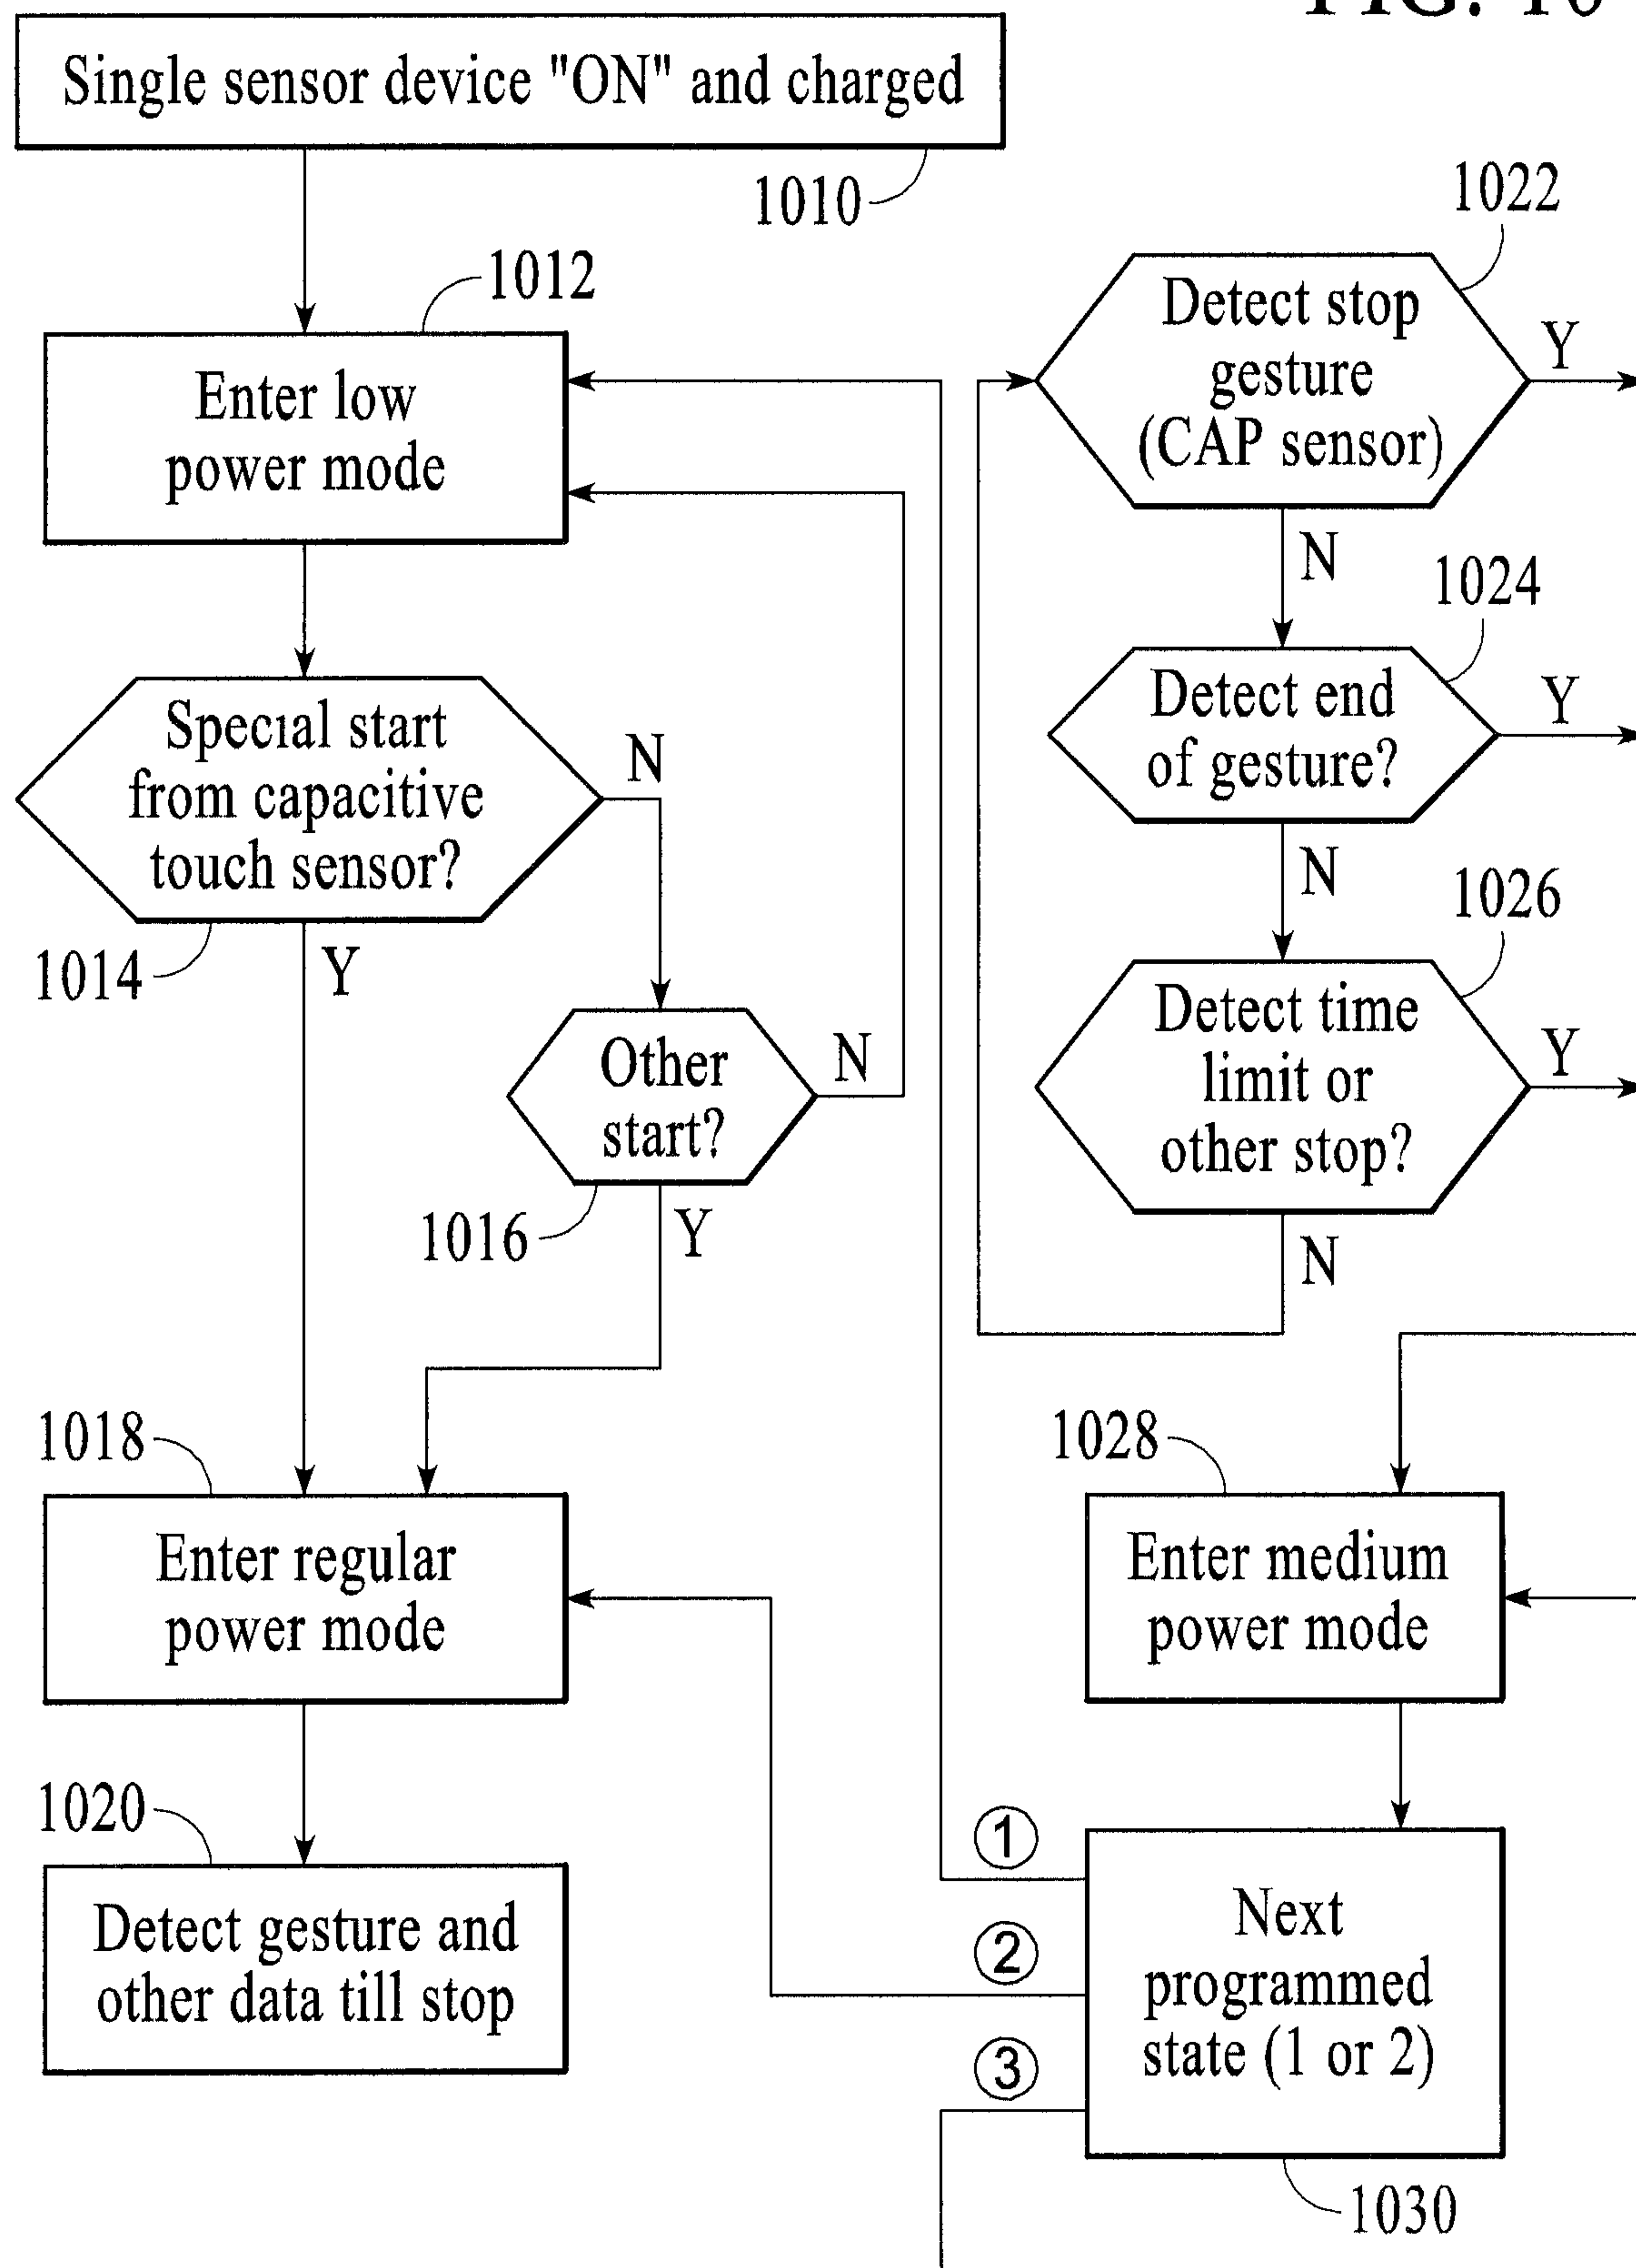 FIG. 10
Single sensor device "ON" and charged
1010
1012
Enter low
power mode
Special start
from capacitive
touch sensor?
N
1014
Y
Other
start?
N
1016
Y
1018
Enter regular
power mode
1020
Detect gesture and
other data till stop
1022
Detect stop
gesture
(CAP sensor)
Y
N
1024
Detect end
of gesture?
Y
N
1026
Detect time
limit or
other stop?
Y
N
1028
Enter medium
power mode
1
2
3
Next
programmed
state (1 or 2)
1030